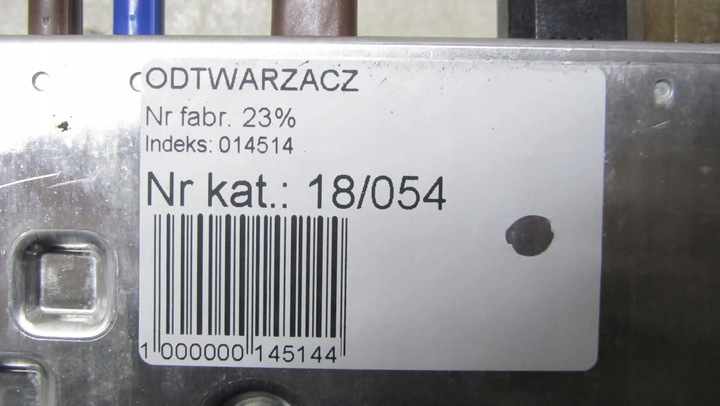 ODTWARZACZ
Nr fabr. 23%
Indeks: 014514
Nr kat.: 18/054
1 000000 145144